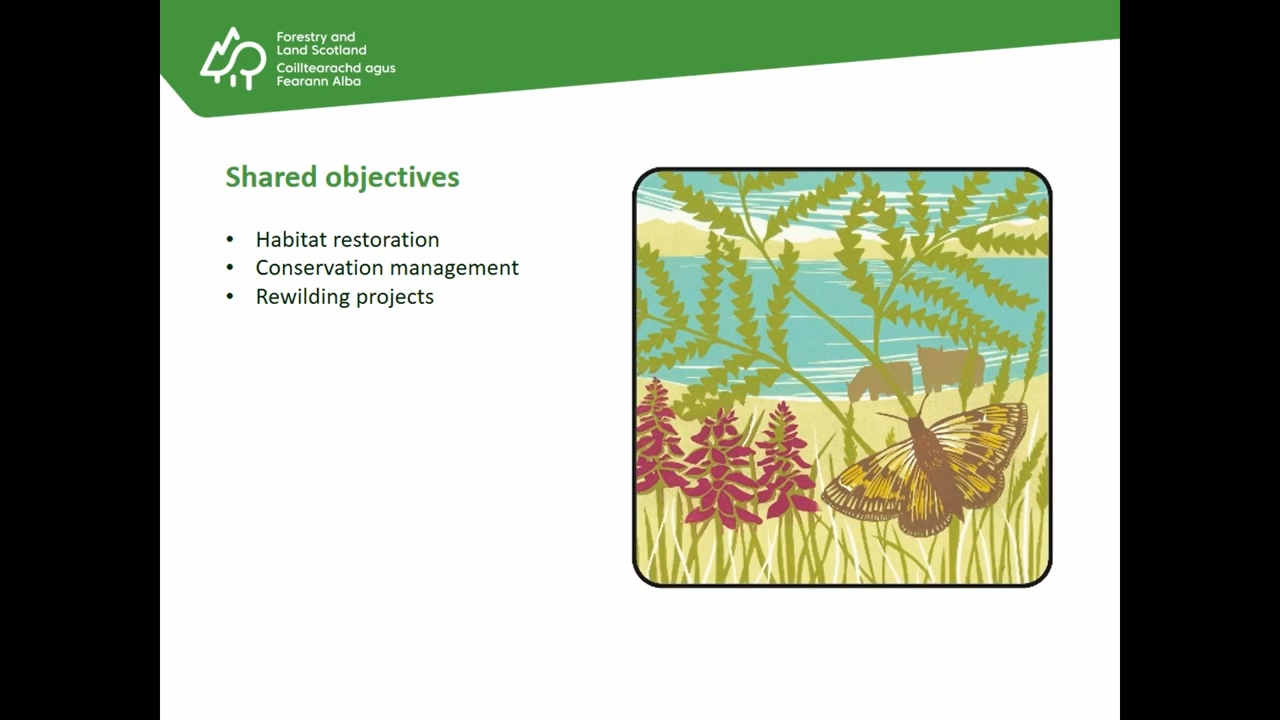 Forestry and
Land Scotland
Coilltearachd agus
Fearann Alba
Shared objectives
• Habitat restoration
• Conservation management
• Rewilding projects